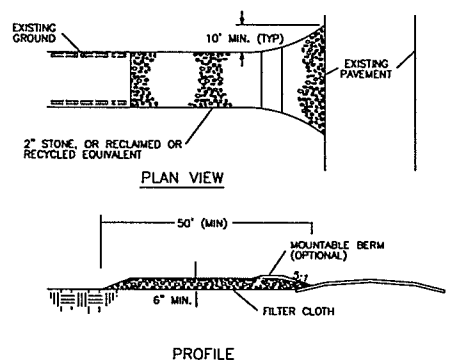 EXISTING
GROUND
10' MIN. (TYP)
EXISTING
PAVEMENT
2" STONE, OR RECLAIMED OR
RECYCLED EQUIVALENT
PLAN VIEW
50' (MIN)
MOUNTABLE BERM
(OPTIONAL)
5:1
6" MIN.
FILTER CLOTH
PROFILE